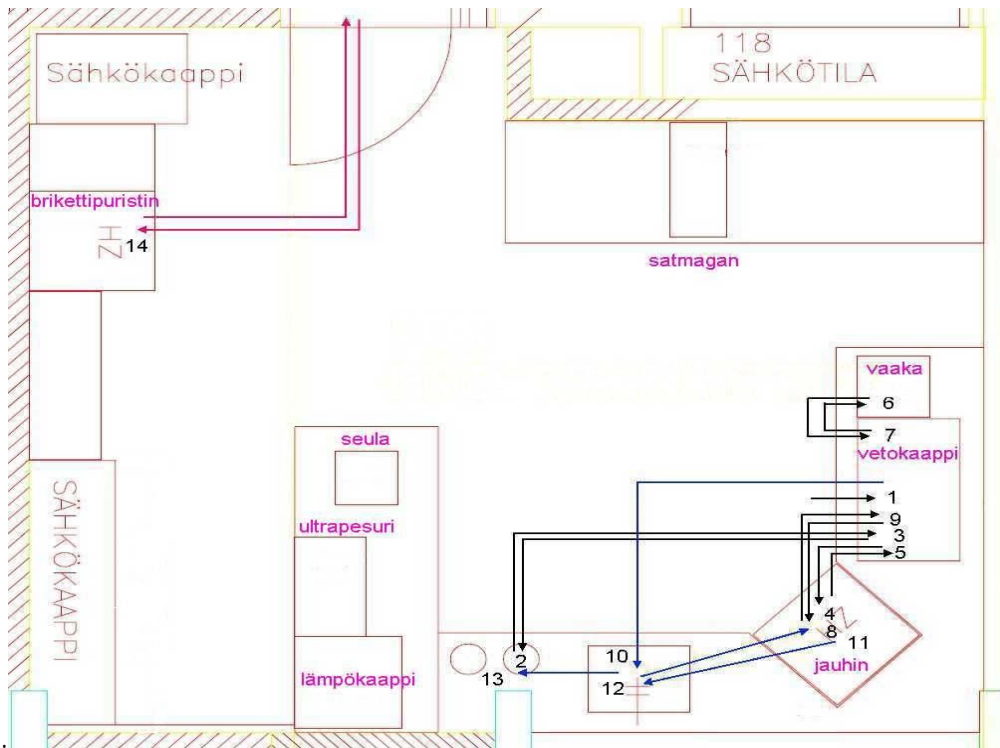 118
SÄHKÖTILA
Sähkökaappi
brikettipuristin
HZ
14
satmagan
vaaka
6
7
vetokaappi
1
9
3
5
seula
ultrapesuri
SÄHKÖKAAPPI
4
8
11
jauhin
2
10
13
12
lämpökaappi